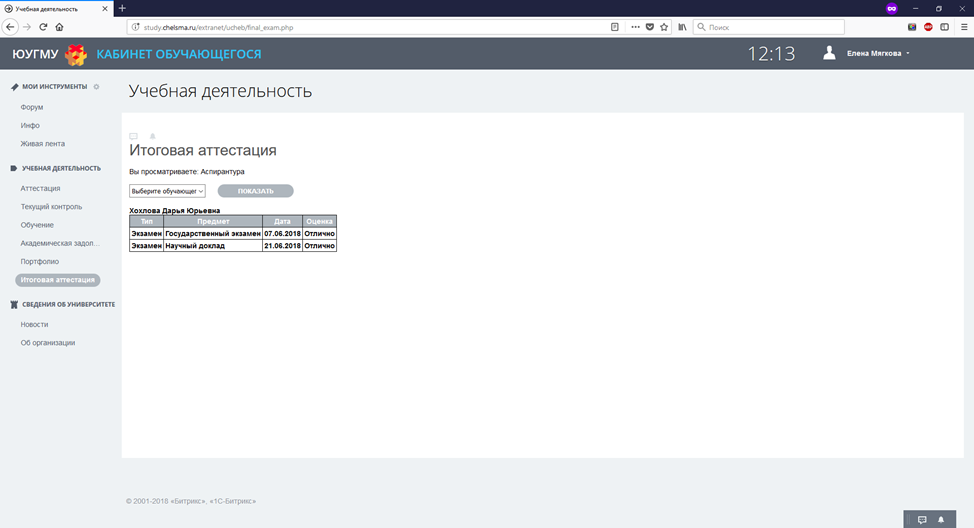 Учебная деятельность
study.chelsma.ru/extranet/ucheb/final_exam.php
Поиск
ЮУГМУ КАБИНЕТ ОБУЧАЮЩЕГОСЯ
12:13
Елена Мягкова
МОИ ИНСТРУМЕНТЫ
Форум
Инфо
Живая лента
УЧЕБНАЯ ДЕЯТЕЛЬНОСТЬ
Аттестация
Текущий контроль
Обучение
Академическая задол...
Портфолио
Итоговая аттестация
СВЕДЕНИЯ ОБ УНИВЕРСИТЕТЕ
Новости
Об организации
Учебная деятельность
Итоговая аттестация
Вы просматриваете: Аспирантура
Выберите обучающег
ПОКАЗАТЬ
Хохлова Дарья Юрьевна
Тип Предмет Дата Оценка
Экзамен Государственный экзамен 07.06.2018 Отлично
Экзамен Научный доклад 21.06.2018 Отлично
© 2001-2018 «Битрикс», «1С-Битрикс»